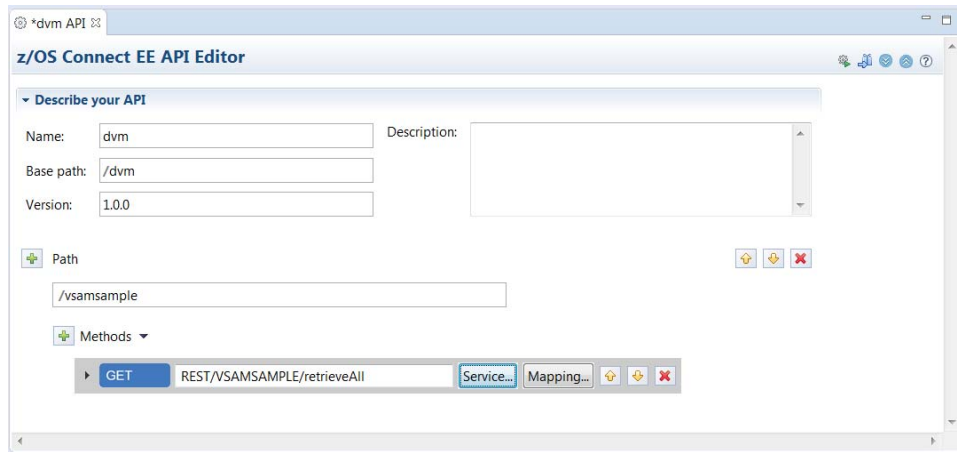 *dvm API
z/OS Connect EE API Editor
Describe your API
Name: dvm Description:
Base path: /dvm
Version: 1.0.0
Path
/vsamsample
Methods
GET REST/VSAMSAMPLE/retrieveAll Service... Mapping...